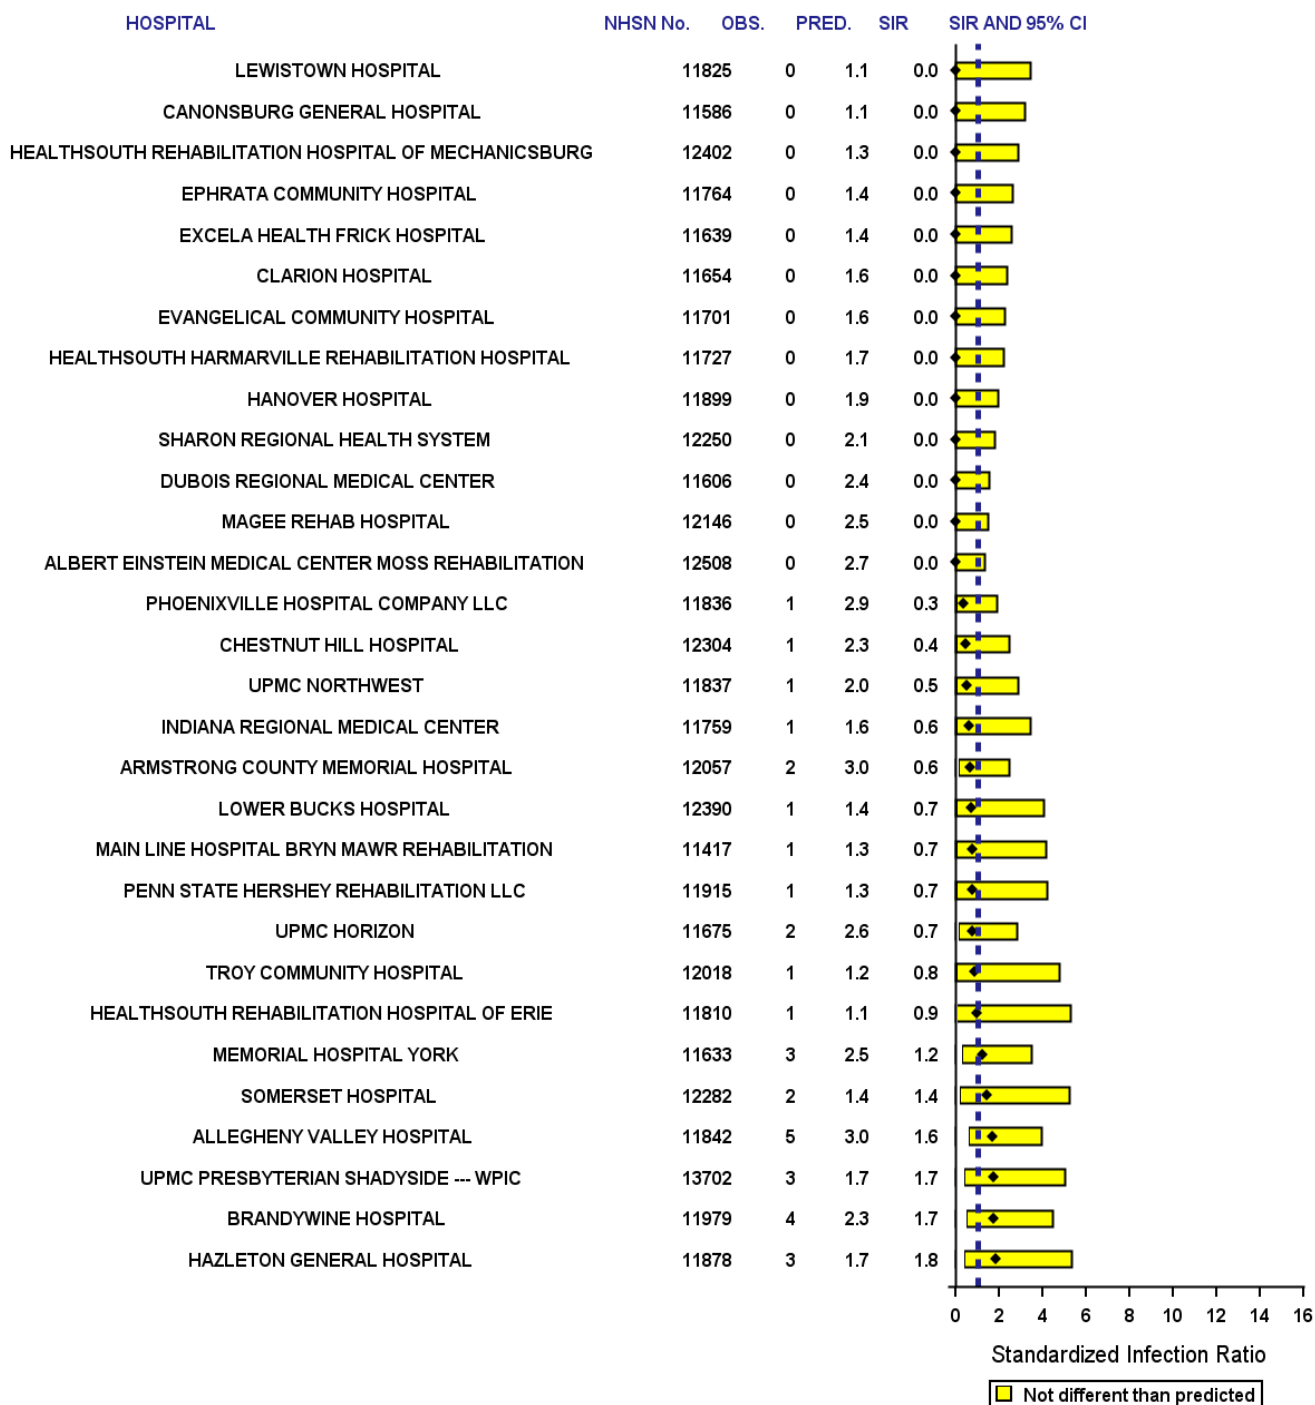 HOSPITAL NHSN No. OBS. PRED. SIR SIR AND 95% CI
LEWISTOWN HOSPITAL 11825 0 1.1 0.0
CANONSBURG GENERAL HOSPITAL 11586 0 1.1 0.0
HEALTHSOUTH REHABILITATION HOSPITAL OF MECHANICSBURG 12402 0 1.3 0.0
EPHRATA COMMUNITY HOSPITAL 11764 0 1.4 0.0
EXCELA HEALTH FRICK HOSPITAL 11639 0 1.4 0.0
CLARION HOSPITAL 11654 0 1.6 0.0
EVANGELICAL COMMUNITY HOSPITAL 11701 0 1.6 0.0
HEALTHSOUTH HARMARVILLE REHABILITATION HOSPITAL 11727 0 1.7 0.0
HANOVER HOSPITAL 11899 0 1.9 0.0
SHARON REGIONAL HEALTH SYSTEM 12250 0 2.1 0.0
DUBOIS REGIONAL MEDICAL CENTER 11606 0 2.4 0.0
MAGEE REHAB HOSPITAL 12146 0 2.5 0.0
ALBERT EINSTEIN MEDICAL CENTER MOSS REHABILITATION 12508 0 2.7 0.0
PHOENIXVILLE HOSPITAL COMPANY LLC 11836 1 2.9 0.3
CHESTNUT HILL HOSPITAL 12304 1 2.3 0.4
UPMC NORTHWEST 11837 1 2.0 0.5
INDIANA REGIONAL MEDICAL CENTER 11759 1 1.6 0.6
ARMSTRONG COUNTY MEMORIAL HOSPITAL 12057 2 3.0 0.6
LOWER BUCKS HOSPITAL 12390 1 1.4 0.7
MAIN LINE HOSPITAL BRYN MAWR REHABILITATION 11417 1 1.3 0.7
PENN STATE HERSHEY REHABILITATION LLC 11915 1 1.3 0.7
UPMC HORIZON 11675 2 2.6 0.7
TROY COMMUNITY HOSPITAL 12018 1 1.2 0.8
HEALTHSOUTH REHABILITATION HOSPITAL OF ERIE 11810 1 1.1 0.9
MEMORIAL HOSPITAL YORK 11633 3 2.5 1.2
SOMERSET HOSPITAL 12282 2 1.4 1.4
ALLEGHENY VALLEY HOSPITAL 11842 5 3.0 1.6
UPMC PRESBYTERIAN SHADYSIDE --- WPIC 13702 3 1.7 1.7
BRANDYWINE HOSPITAL 11979 4 2.3 1.7
HAZLETON GENERAL HOSPITAL 11878 3 1.7 1.8
0 2 4 6 8 10 12 14 16
Standardized Infection Ratio
Not different than predicted